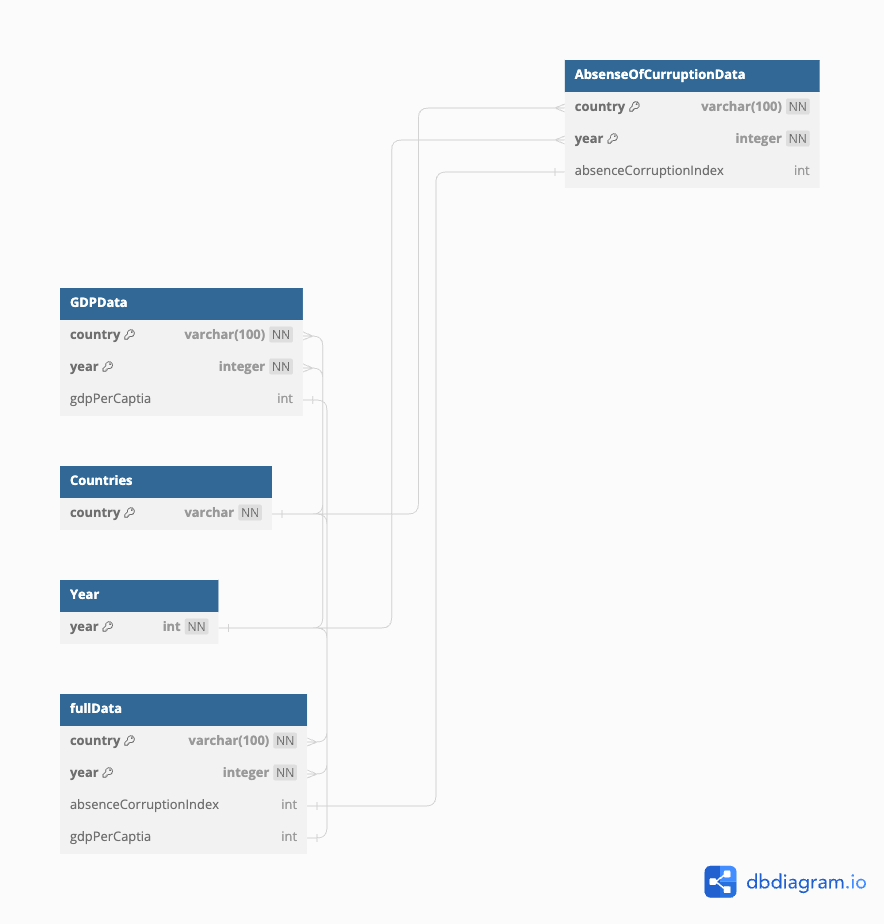 AbsenseOfCurruptionData
country varchar(100) NN
year integer NN
absenceCorruptionIndex int
GDPData
country varchar(100) NN
year integer NN
gdpPerCaptia int
Countries
country varchar NN
Year
year int NN
fullData
country varchar(100) NN
year integer NN
absenceCorruptionIndex int
gdpPerCaptia int
dbdiagram.io